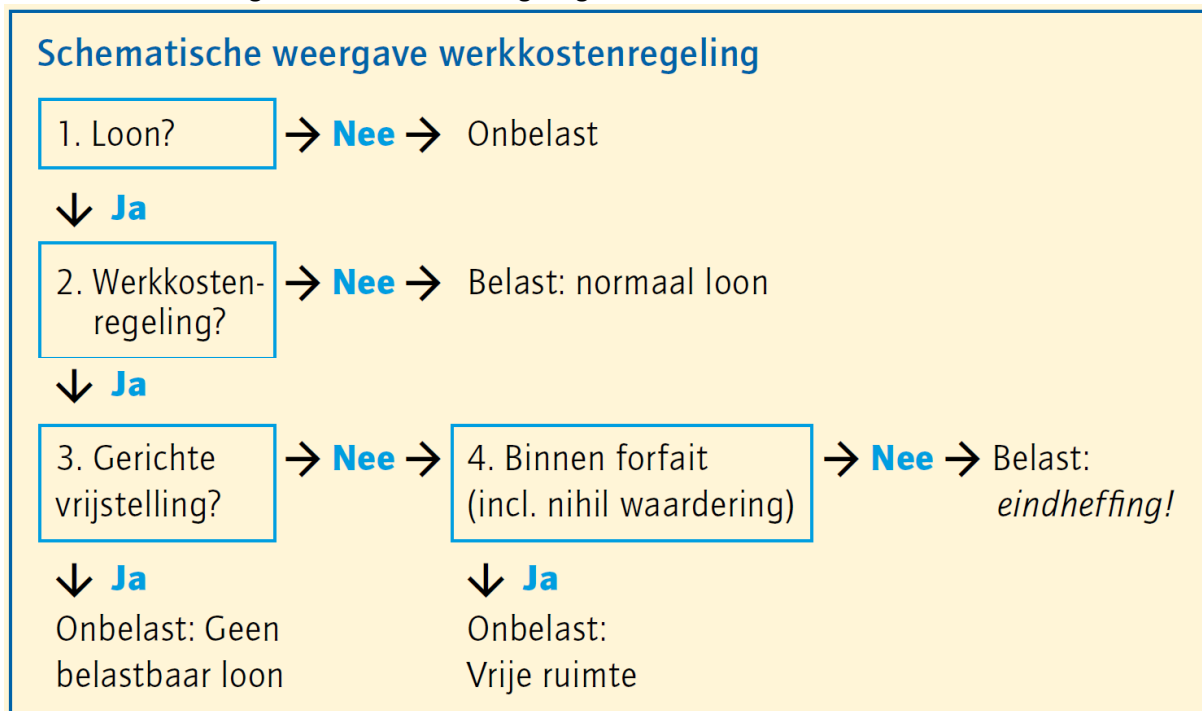 Schematische weergave werkkostenregeling
1. Loon? → Nee → Onbelast
↓ Ja
2. Werkkosten- → Nee → Belast: normaal loon
regeling?
↓ Ja
3. Gerichte
vrijstelling? → Nee → 4. Binnen forfait
(incl. nihil waardering) → Nee → Belast:
eindheffing!
↓ Ja
Onbelast: Geen
belastbaar loon
↓ Ja
Onbelast:
Vrije ruimte